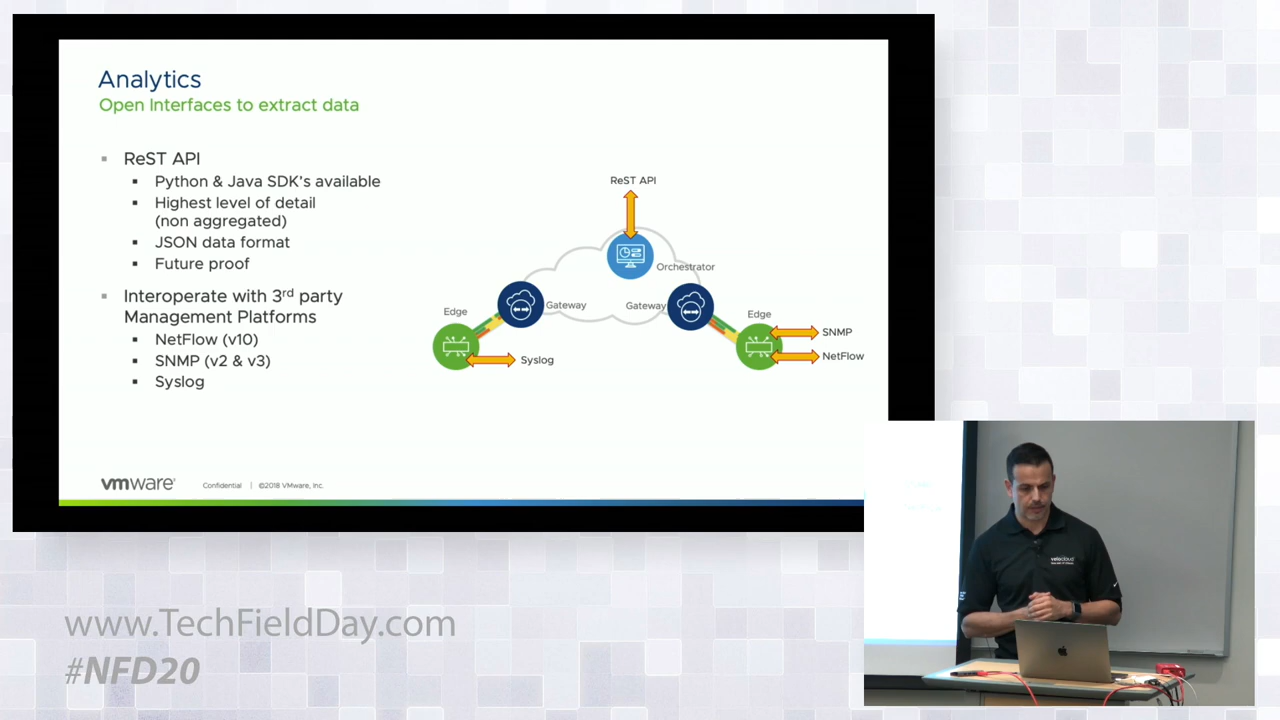 Analytics
Open Interfaces to extract data
ReST API
Python & Java SDK's available
Highest level of detail
(non aggregated)
JSON data format
Future proof
Interoperate with 3rd party
Management Platforms
NetFlow (v10)
SNMP (v2 & v3)
Syslog
ReST API
Orchestrator
Gateway
Gateway
Edge
Edge
Syslog
SNMP
NetFlow
vmware
Confidential | ©2018 VMware, Inc.
velocloud
www.TechFieldDay.com
#NFD20